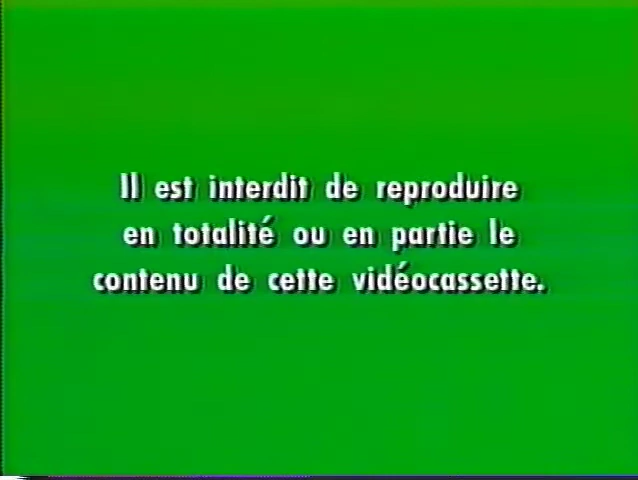 Il est interdit de reproduire
en totalité ou en partie le
contenu de cette vidéocassette.